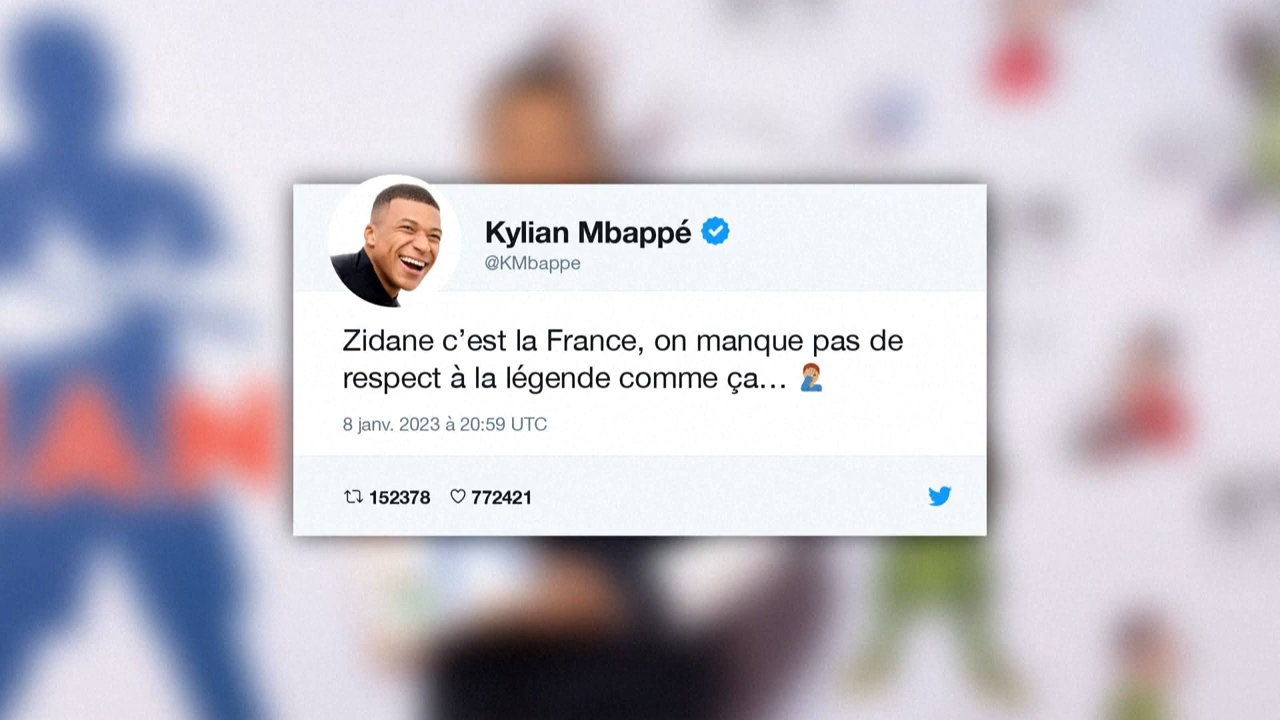 Kylian Mbappé
@KMbappe
Zidane c’est la France, on manque pas de
respect à la légende comme ça… 🤦🏽‍♂️
8 janv. 2023 à 20:59 UTC
152378 772421